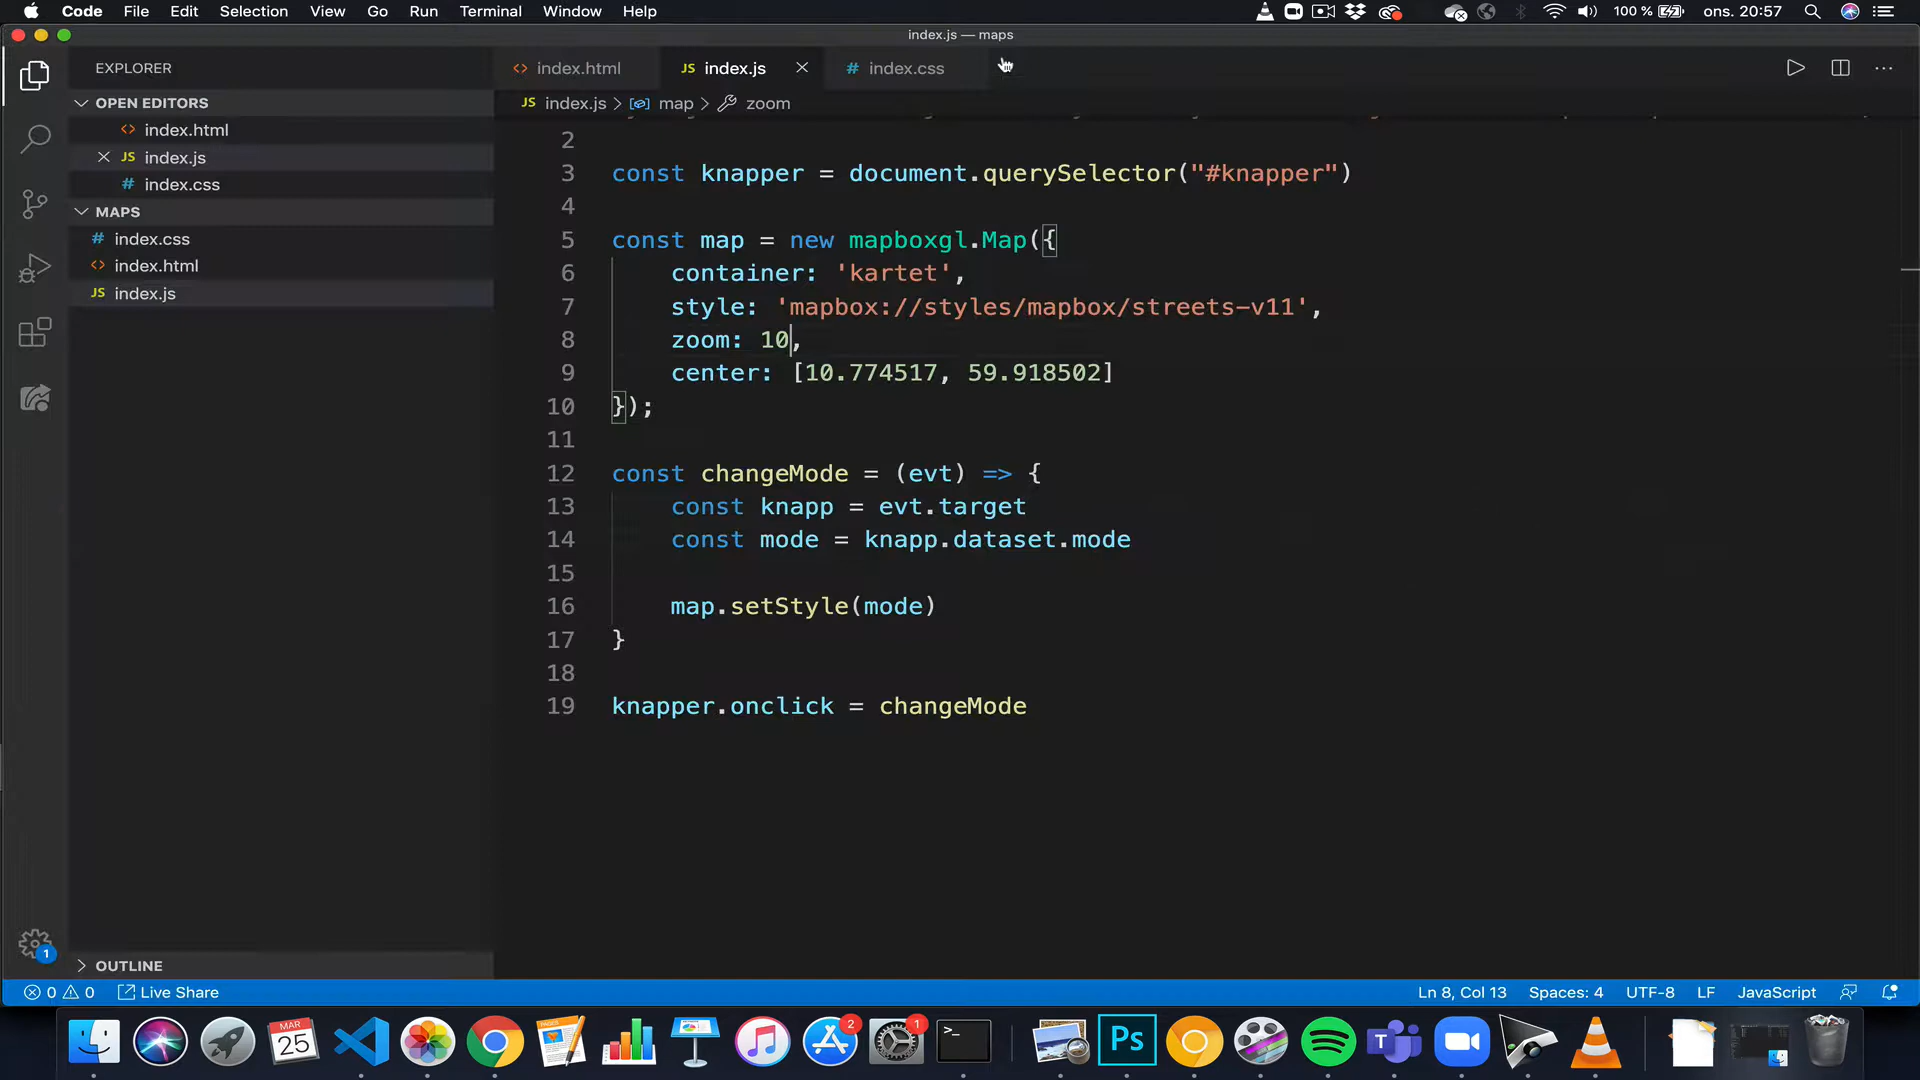 Code File Edit Selection View Go Run Terminal Window Help 100 % ons. 20:57
index.js — maps
EXPLORER
OPEN EDITORS
index.html
index.js
index.css
MAPS
index.css
index.html
index.js
OUTLINE
index.html JS index.js # index.css
JS index.js > map > zoom
2
3 const knapper = document.querySelector("#knapper")
4
5 const map = new mapboxgl.Map({
6 container: 'kartet',
7 style: 'mapbox://styles/mapbox/streets-v11',
8 zoom: 10,
9 center: [10.774517, 59.918502]
10 });
11
12 const changeMode = (evt) => {
13 const knapp = evt.target
14 const mode = knapp.dataset.mode
15
16 map.setStyle(mode)
17 }
18
19 knapper.onclick = changeMode
1
0 0 Live Share Ln 8, Col 13 Spaces: 4 UTF-8 LF JavaScript
MAR
25
2
1
>_
Ps